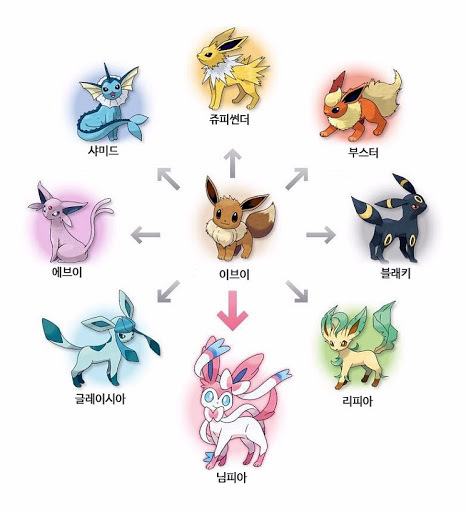 쥬피썬더
샤미드
부스터
에브이
이브이
블래키
글레이시아
리피아
님피아